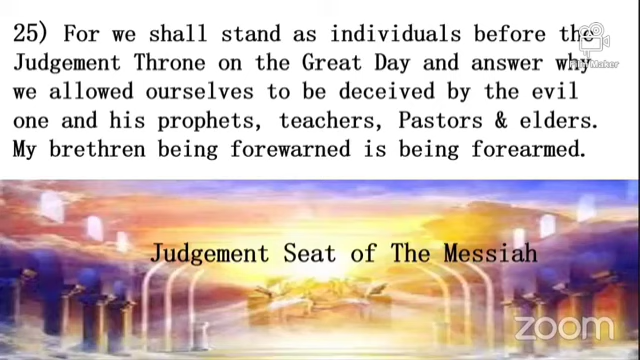 25) For we shall stand as individuals before the
Judgement Throne on the Great Day and answer why
we allowed ourselves to be deceived by the evil
one and his prophets, teachers, Pastors & elders.
My brethren being forewarned is being forearmed.
Judgement Seat of The Messiah
zoom